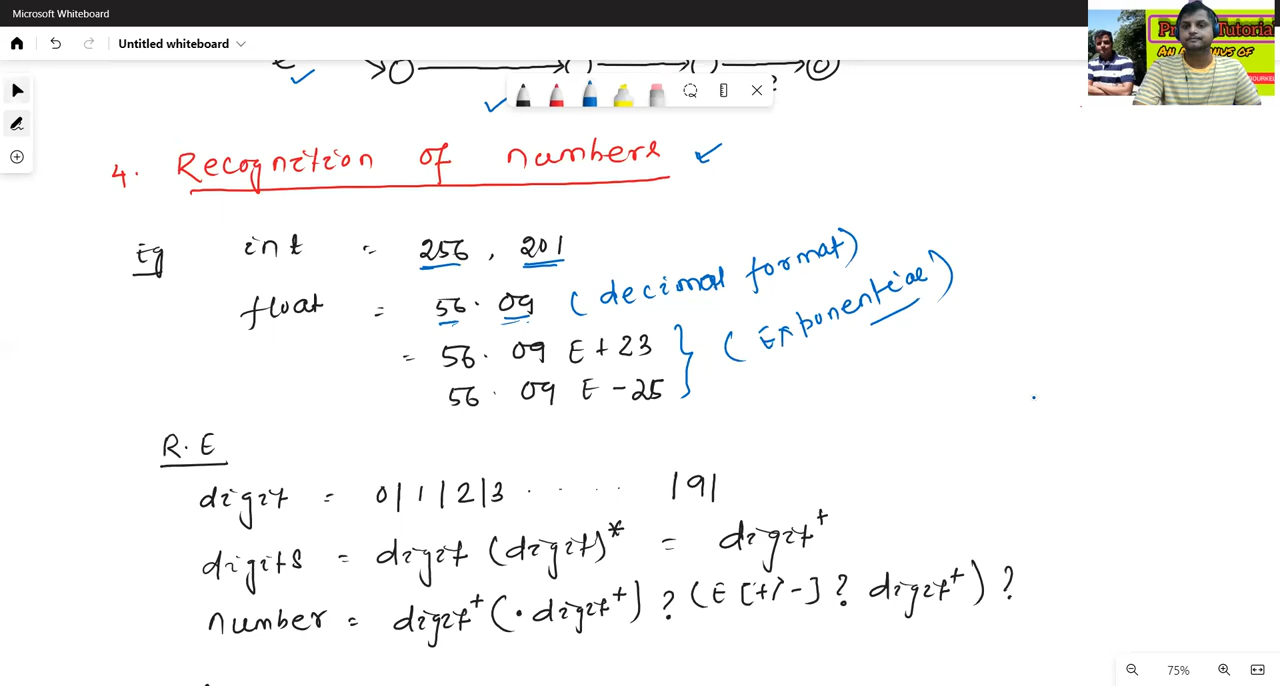 Microsoft Whiteboard
Untitled whiteboard
4. Recognition of numbers
Eg int = 256 , 201
float = 56 . 09 (decimal format)
= 56 . 09 E + 23 } (Exponential)
56 . 09 E - 25
R.E
digit = 0|1|2|3 ..... |9|
digits = digit (digit)* = digit+
number = digit+ (. digit+) ? (E [+/-] ? digit+) ?
75%